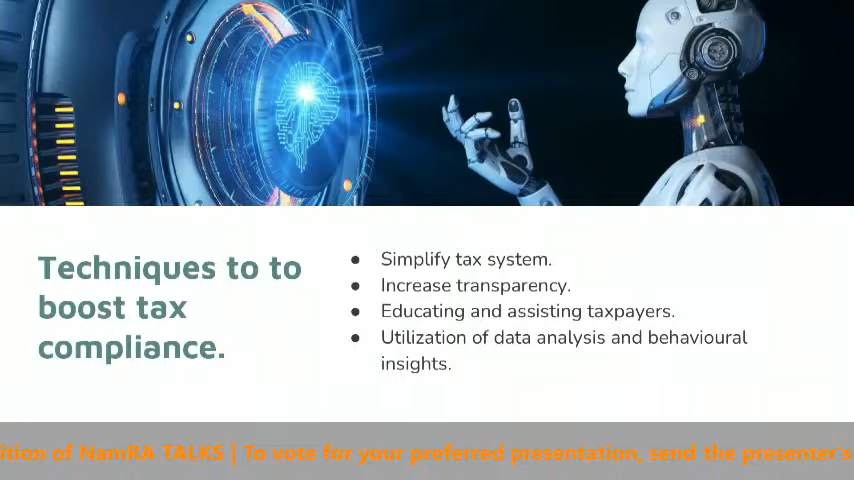 Techniques to to
boost tax
compliance.
● Simplify tax system.
● Increase transparency.
● Educating and assisting taxpayers.
● Utilization of data analysis and behavioural
insights.
ition of NamRA TALKS | To vote for your preferred presentation, send the presenter's